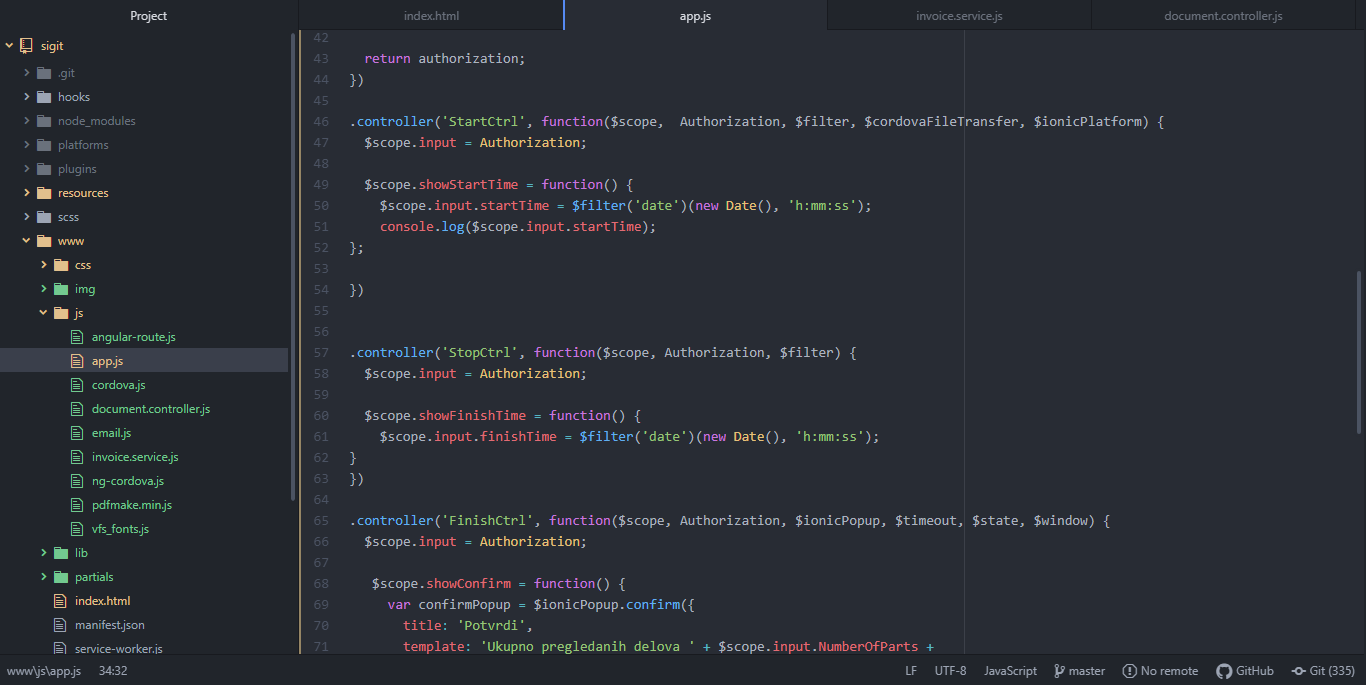 Project
index.html
app.js
invoice.service.js
document.controller.js
sigit
.git
hooks
node_modules
platforms
plugins
resources
scss
www
css
img
js
angular-route.js
app.js
cordova.js
document.controller.js
email.js
invoice.service.js
ng-cordova.js
pdfmake.min.js
vfs_fonts.js
lib
partials
index.html
manifest.json
service-worker.js
42
43 return authorization;
44 })
45
46 .controller('StartCtrl', function($scope,  Authorization, $filter, $cordovaFileTransfer, $ionicPlatform) {
47 $scope.input = Authorization;
48
49 $scope.showStartTime = function() {
50 $scope.input.startTime = $filter('date')(new Date(), 'h:mm:ss');
51 console.log($scope.input.startTime);
52 };
53
54 })
55
56
57 .controller('StopCtrl', function($scope, Authorization, $filter) {
58 $scope.input = Authorization;
59
60 $scope.showFinishTime = function() {
61 $scope.input.finishTime = $filter('date')(new Date(), 'h:mm:ss');
62 }
63 })
64
65 .controller('FinishCtrl', function($scope, Authorization, $ionicPopup, $timeout, $state, $window) {
66 $scope.input = Authorization;
67
68 $scope.showConfirm = function() {
69 var confirmPopup = $ionicPopup.confirm({
70 title: 'Potvrdi',
71 template: 'Ukupno pregledanih delova ' + $scope.input.NumberOfParts +
www\js\app.js 34:32 LF UTF-8 JavaScript master No remote GitHub Git (335)